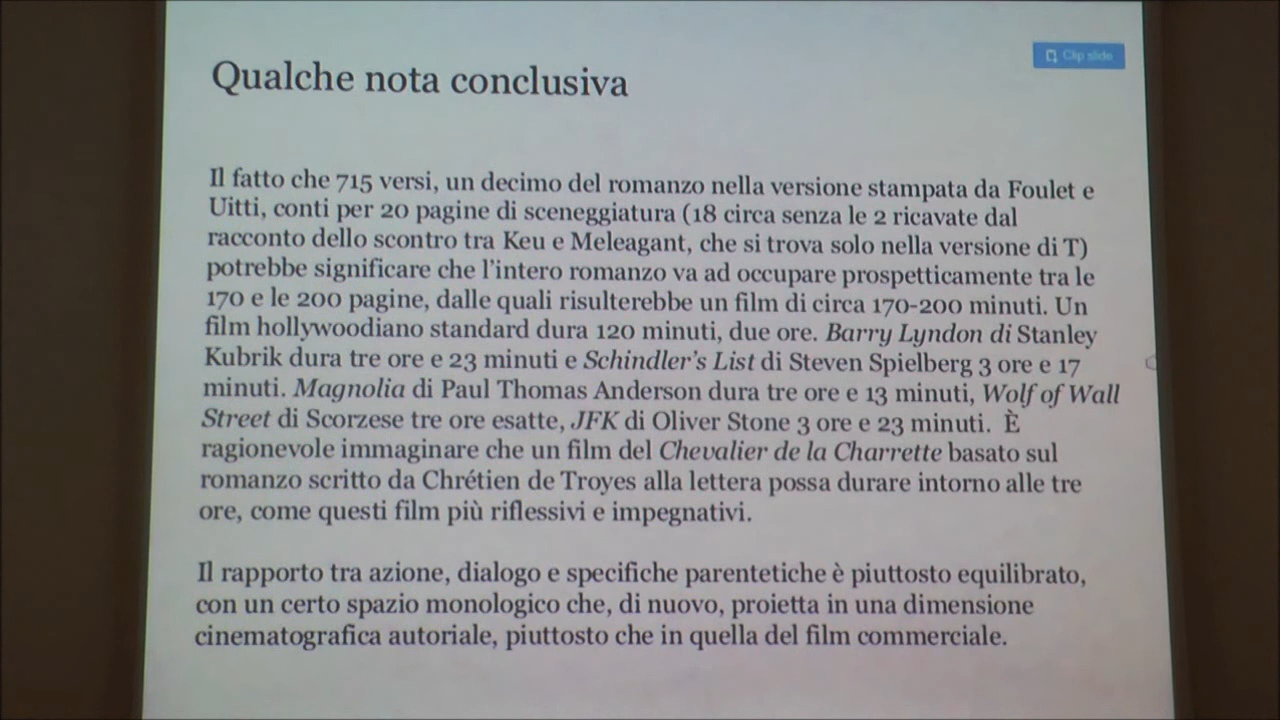 Clip slide
Qualche nota conclusiva
Il fatto che 715 versi, un decimo del romanzo nella versione stampata da Foulet e
Uitti, conti per 20 pagine di sceneggiatura (18 circa senza le 2 ricavate dal
racconto dello scontro tra Keu e Meleagant, che si trova solo nella versione di T)
potrebbe significare che l'intero romanzo va ad occupare prospetticamente tra le
170 e le 200 pagine, dalle quali risulterebbe un film di circa 170-200 minuti. Un
film hollywoodiano standard dura 120 minuti, due ore. Barry Lyndon di Stanley
Kubrik dura tre ore e 23 minuti e Schindler's List di Steven Spielberg 3 ore e 17
minuti. Magnolia di Paul Thomas Anderson dura tre ore e 13 minuti, Wolf of Wall
Street di Scorzese tre ore esatte, JFK di Oliver Stone 3 ore e 23 minuti. È
ragionevole immaginare che un film del Chevalier de la Charrette basato sul
romanzo scritto da Chrétien de Troyes alla lettera possa durare intorno alle tre
ore, come questi film più riflessivi e impegnativi.
Il rapporto tra azione, dialogo e specifiche parentetiche è piuttosto equilibrato,
con un certo spazio monologico che, di nuovo, proietta in una dimensione
cinematografica autoriale, piuttosto che in quella del film commerciale.